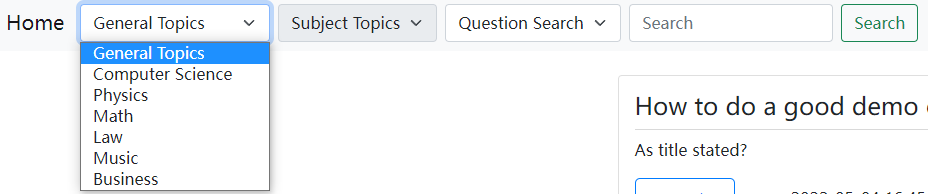 Home General Topics Subject Topics Question Search Search Search
General Topics
Computer Science
Physics
Math
Law
Music
Business
How to do a good demo
As title stated?